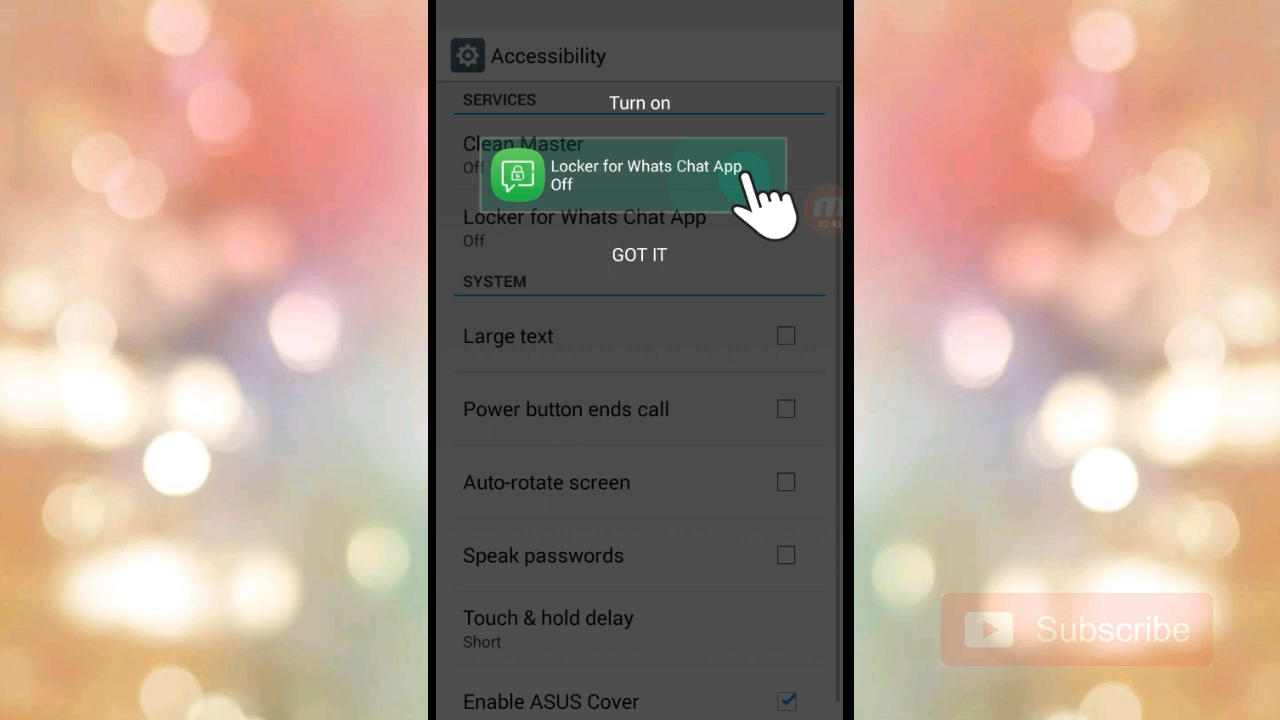 Accessibility
SERVICES
Turn on
Clean Master
Off
Locker for Whats Chat App
Off
Locker for Whats Chat App
Off
02:43
GOT IT
SYSTEM
Large text
Power button ends call
Auto-rotate screen
Speak passwords
Touch & hold delay
Short
Subscribe
Enable ASUS Cover